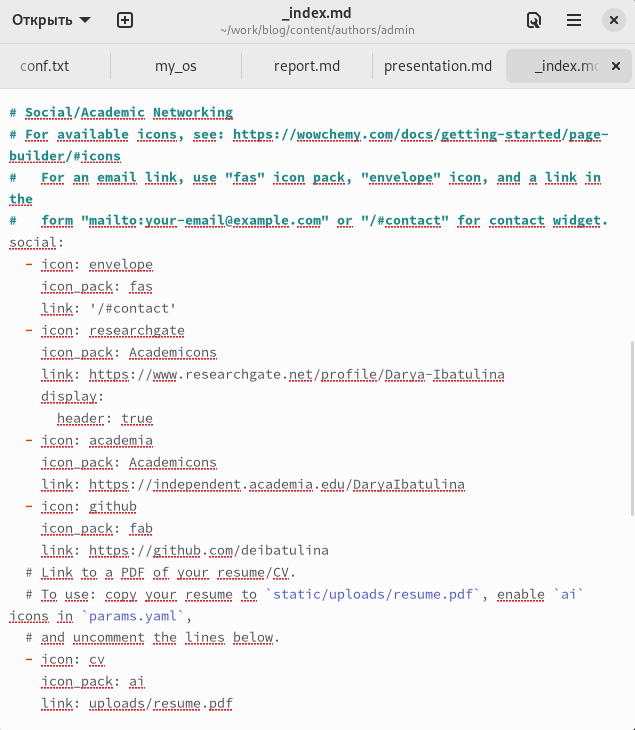 Открыть
_index.md
~/work/blog/content/authors/admin
conf.txt
my_os
report.md
presentation.md
_index.md
# Social/Academic Networking
# For available icons, see: https://wowchemy.com/docs/getting-started/page-
builder/#icons
#   For an email link, use "fas" icon pack, "envelope" icon, and a link in
the
#   form "mailto:your-email@example.com" or "/#contact" for contact widget.
social:
  - icon: envelope
    icon_pack: fas
    link: '/#contact'
  - icon: researchgate
    icon_pack: Academicons
    link: https://www.researchgate.net/profile/Darya-Ibatulina
    display:
      header: true
  - icon: academia
    icon_pack: Academicons
    link: https://independent.academia.edu/DaryaIbatulina
  - icon: github
    icon_pack: fab
    link: https://github.com/deibatulina
  # Link to a PDF of your resume/CV.
  # To use: copy your resume to `static/uploads/resume.pdf`, enable `ai`
icons in `params.yaml`,
  # and uncomment the lines below.
  - icon: cv
    icon_pack: ai
    link: uploads/resume.pdf